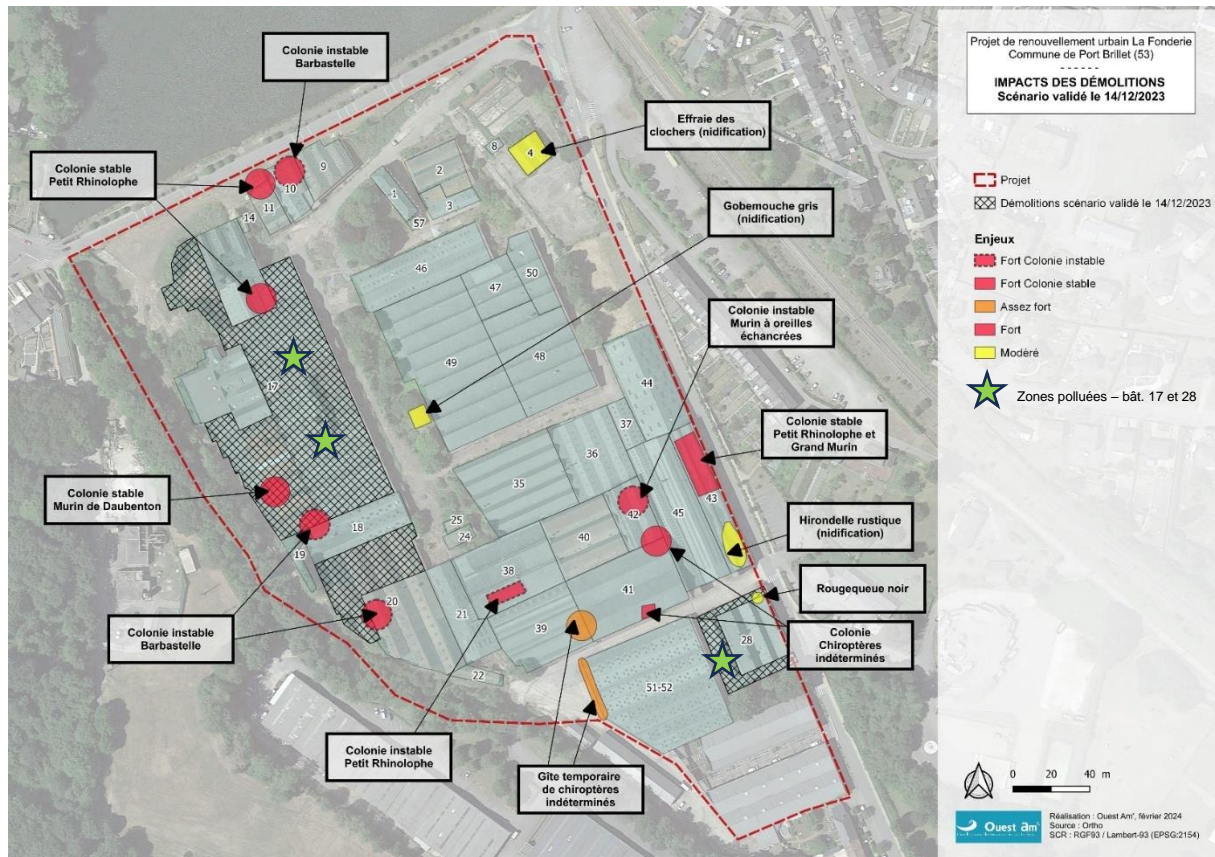 Projet de renouvellement urbain La Fonderie
Commune de Port Brillet (53)
- - - - - -
IMPACTS DES DÉMOLITIONS
Scénario validé le 14/12/2023
Projet
Démolitions scénario validé le 14/12/2023
Enjeux
Fort Colonie instable
Fort Colonie stable
Assez fort
Fort
Modéré
Zones polluées – bât. 17 et 28
Colonie instable
Barbastelle
Colonie stable
Petit Rhinolophe
Effraie des
clochers (nidification)
Gobemouche gris
(nidification)
Colonie instable
Murin à oreilles
échancrées
Colonie stable
Petit Rhinolophe et
Grand Murin
Hirondelle rustique
(nidification)
Rougequeue noir
Colonie
Chiroptères
indéterminés
Colonie stable
Murin de Daubenton
Colonie instable
Barbastelle
Colonie instable
Petit Rhinolophe
Gîte temporaire
de chiroptères
indéterminés
9
10
11
14
8
4
2
1
3
57
46
50
47
49
48
17
44
37
36
35
43
42
45
18
25
24
40
19
38
41
20
21
39
28
22
51-52
0 20 40 m
Ouest am'
Réalisation : Ouest Am', février 2024
Source : Ortho
SCR : RGF93 / Lambert-93 (EPSG:2154)